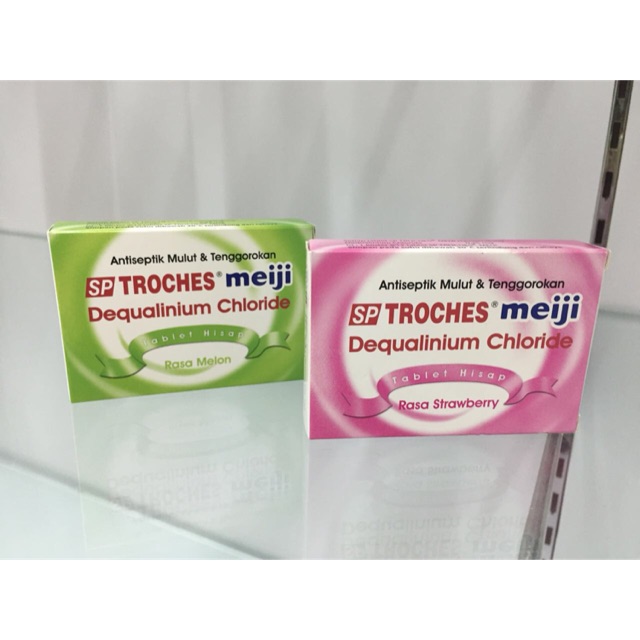 Antiseptik Mulut & Tenggorokan
SP TROCHES® meiji
Dequalinium Chloride
Tablet Hisap
Rasa Melon
Antiseptik Mulut & Tenggorokan
SP TROCHES® meiji
Dequalinium Chloride
Tablet Hisap
Rasa Strawberry